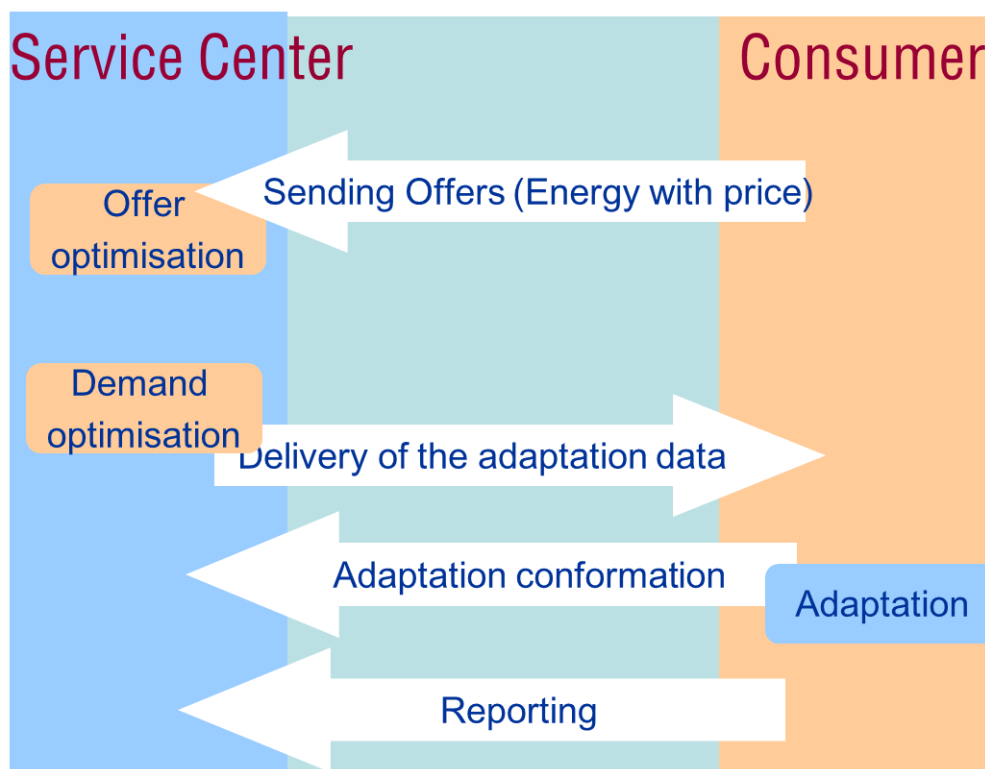 Service Center
Consumer
Sending Offers (Energy with price)
Offer
optimisation
Demand
optimisation
Delivery of the adaptation data
Adaptation conformation
Adaptation
Reporting